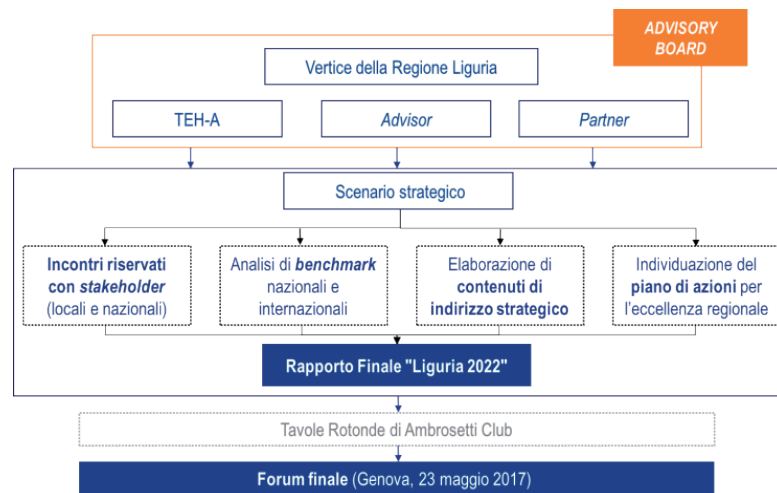 ADVISORY
BOARD
Vertice della Regione Liguria
TEH-A
Advisor
Partner
Scenario strategico
Incontri riservati
con stakeholder
(locali e nazionali)
Analisi di benchmark
nazionali e
internazionali
Elaborazione di
contenuti di
indirizzo strategico
Individuazione del
piano di azioni per
l'eccellenza regionale
Rapporto Finale "Liguria 2022"
Tavole Rotonde di Ambrosetti Club
Forum finale (Genova, 23 maggio 2017)